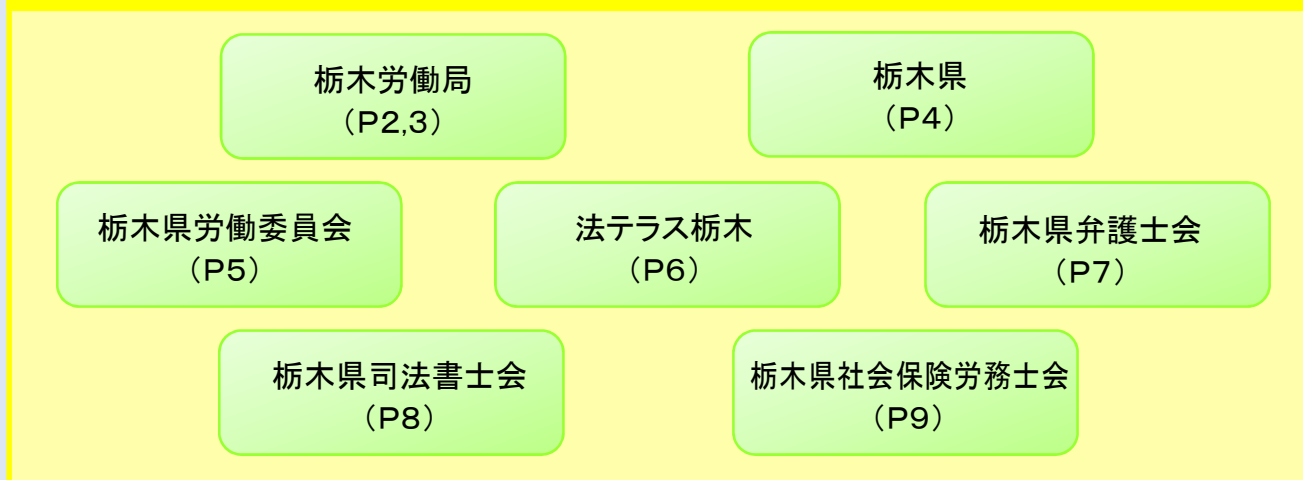 栃木労働局
（P2,3）
栃木県
（P4）
栃木県労働委員会
（P5）
法テラス栃木
（P6）
栃木県弁護士会
（P7）
栃木県司法書士会
（P8）
栃木県社会保険労務士会
（P9）